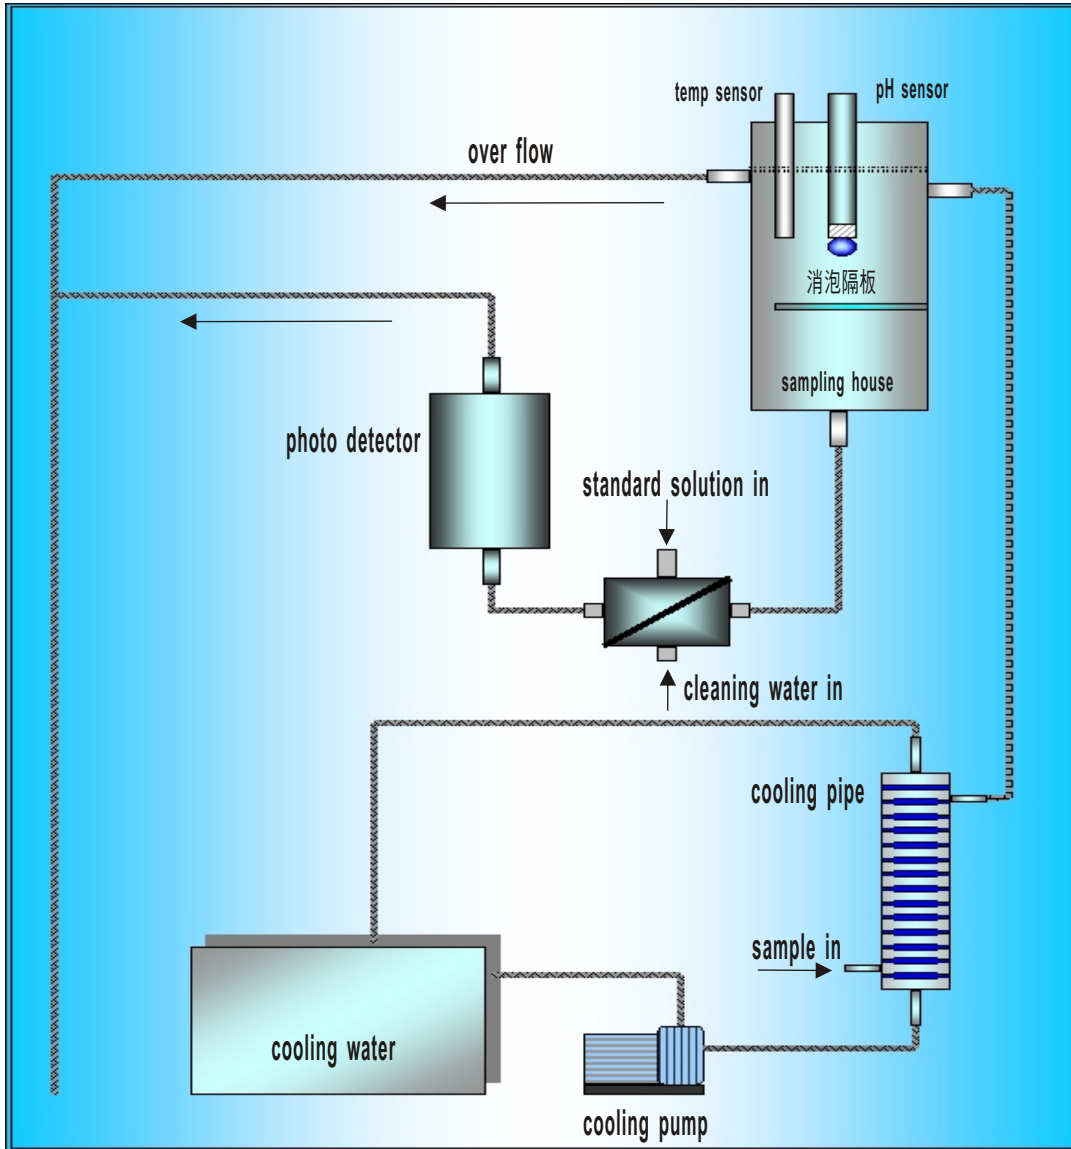 temp sensor
pH sensor
over flow
消泡隔板
sampling house
photo detector
standard solution in
cleaning water in
cooling pipe
sample in
cooling water
cooling pump